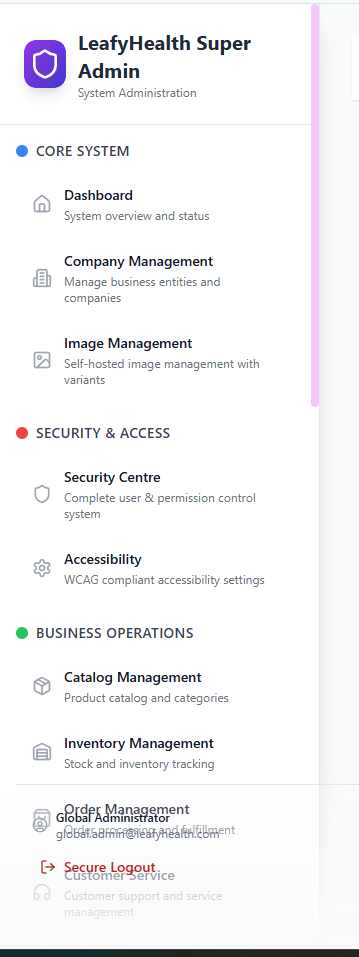 LeafyHealth Super
Admin
System Administration
CORE SYSTEM
Dashboard
System overview and status
Company Management
Manage business entities and
companies
Image Management
Self-hosted image management with
variants
SECURITY & ACCESS
Security Centre
Complete user & permission control
system
Accessibility
WCAG compliant accessibility settings
BUSINESS OPERATIONS
Catalog Management
Product catalog and categories
Inventory Management
Stock and inventory tracking
Order Management
Global Administrator
Order processing and fulfillment
global.admin@leafyhealth.com
Secure Logout
Customer Service
Customer support and service
management